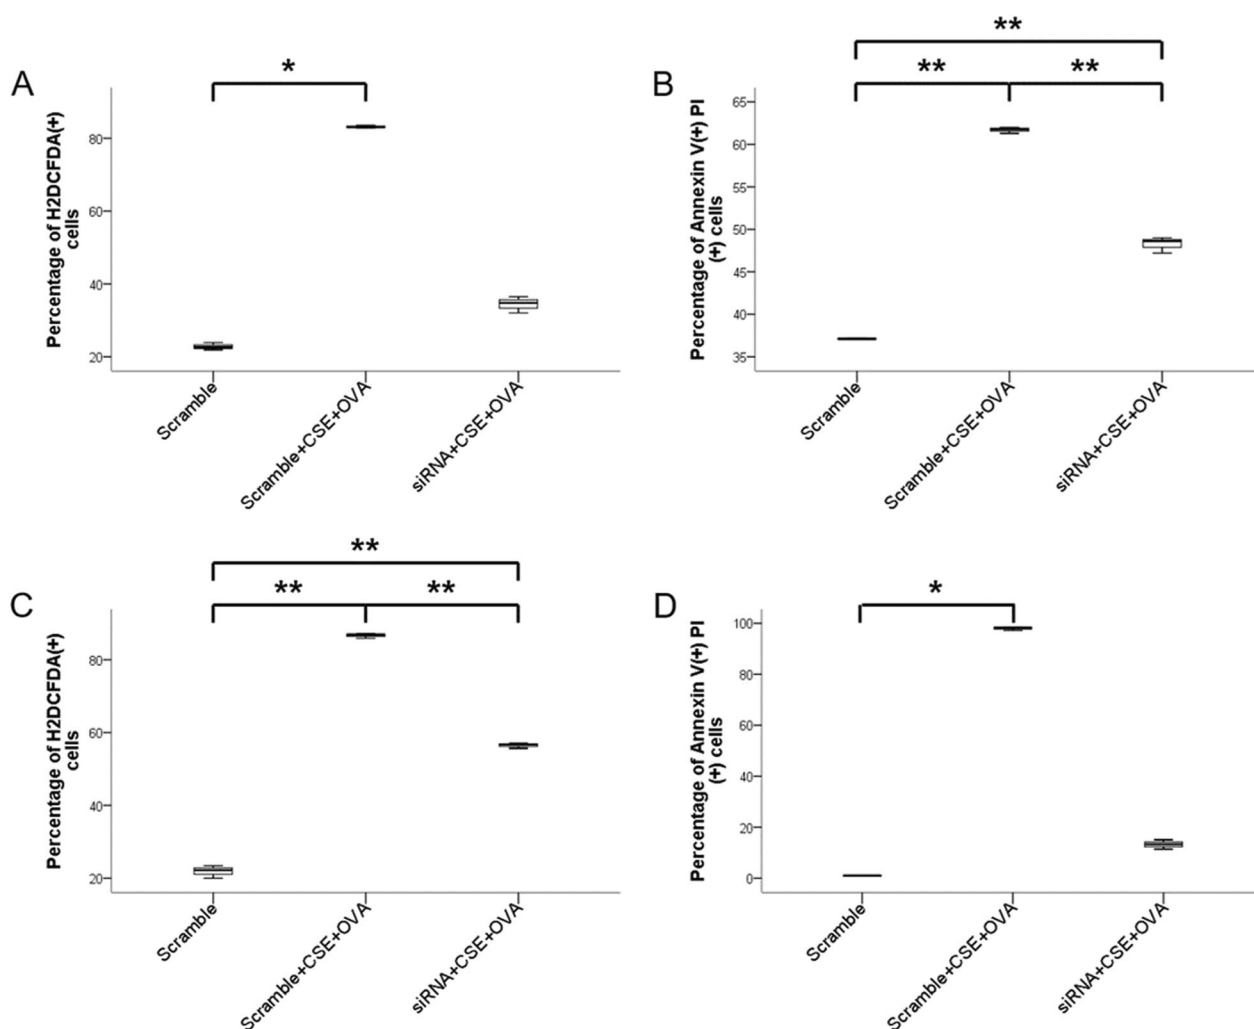 A
*
Percentage of H2DCFDA(+)
cells
80
60
40
20
Scramble
Scramble+CSE+OVA
siRNA+CSE+OVA
B
**
**
**
Percentage of Annexin V(+) PI
(+) cells
65
60
55
50
45
40
35
Scramble
Scramble+CSE+OVA
siRNA+CSE+OVA
C
**
**
**
Percentage of H2DCFDA(+)
cells
80
60
40
20
Scramble
Scramble+CSE+OVA
siRNA+CSE+OVA
D
*
Percentage of Annexin V(+) PI
(+) cells
100
80
60
40
20
0
Scramble
Scramble+CSE+OVA
siRNA+CSE+OVA